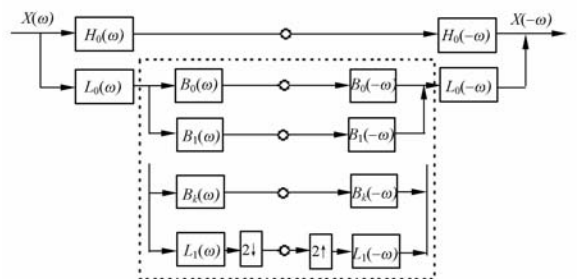 X(ω) X(-ω)
H₀(ω) H₀(-ω)
L₀(ω) B₀(ω) B₀(-ω) L₀(-ω)
B₁(ω) B₁(-ω)
Bₖ(ω) Bₖ(-ω)
L₁(ω) 2↓ 2↑ L₁(-ω)